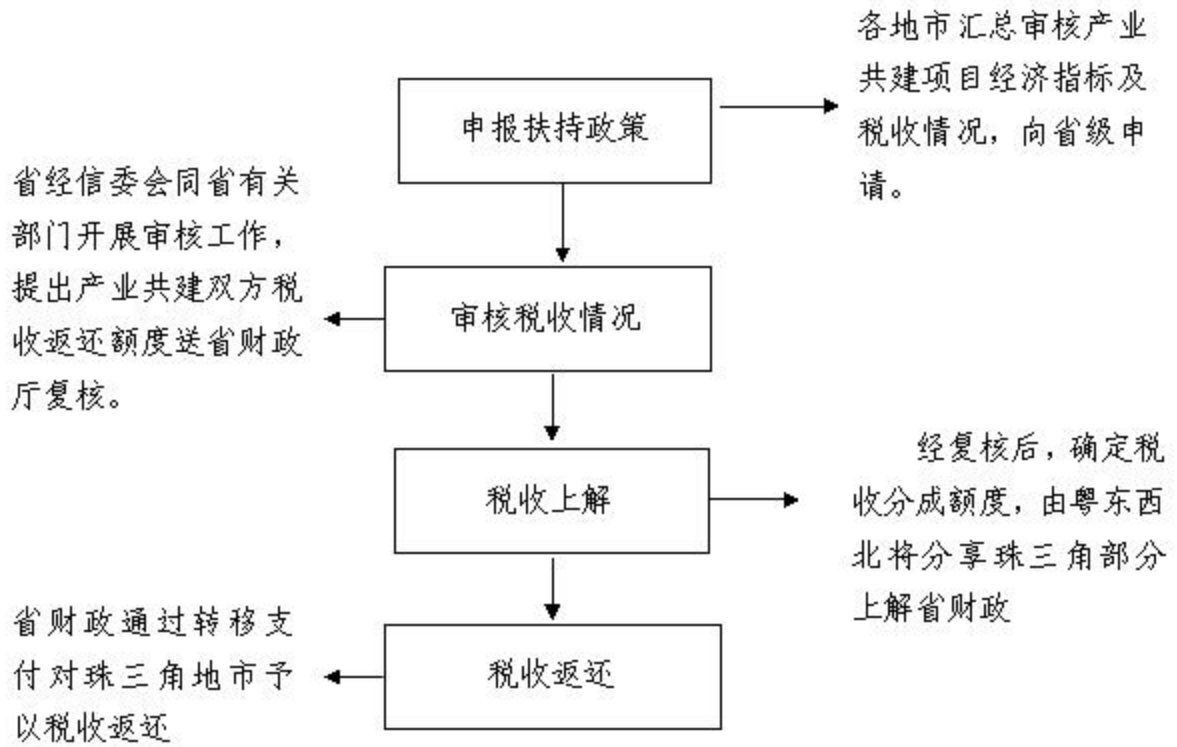 申报扶持政策
各地市汇总审核产业
共建项目经济指标及
税收情况，向省级申
请。
审核税收情况
省经信委会同省有关
部门开展审核工作，
提出产业共建双方税
收返还额度送省财政
厅复核。
税收上解
经复核后，确定税
收分成额度，由粤东西
北将分享珠三角部分
上解省财政
税收返还
省财政通过转移支
付对珠三角地市予
以税收返还